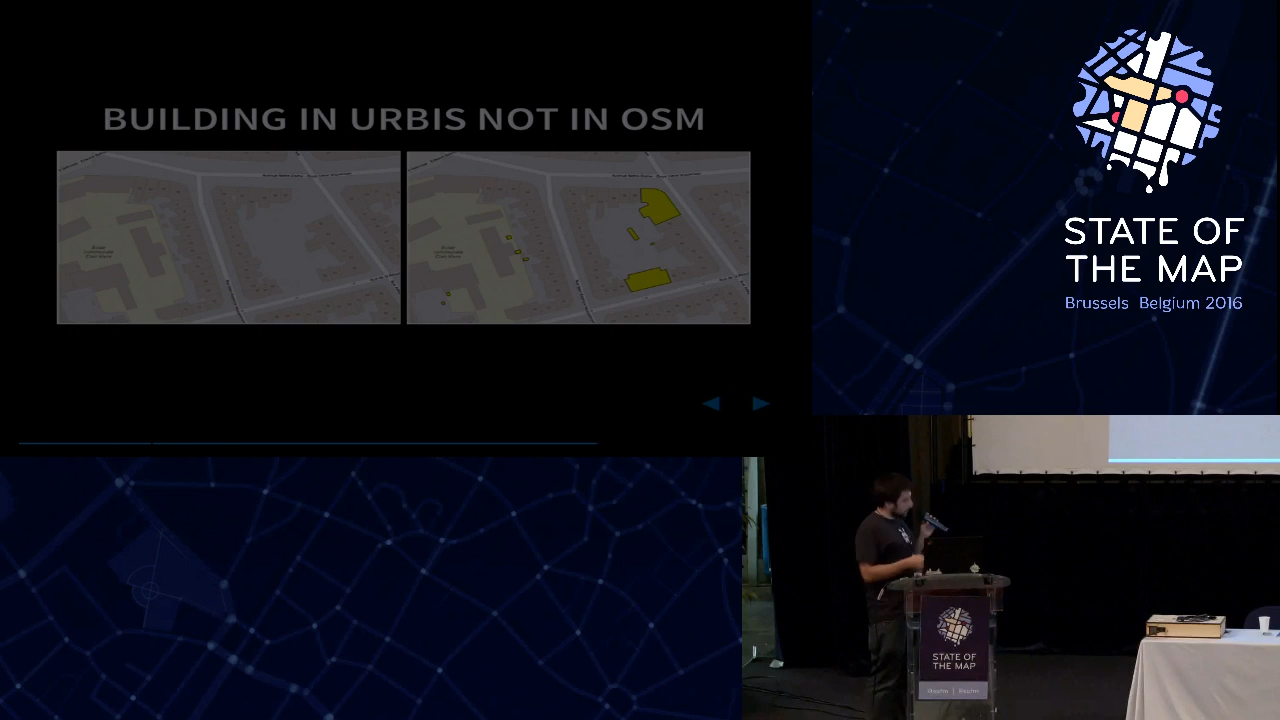 BUILDING IN URBIS NOT IN OSM
STATE OF
THE MAP
Brussels Belgium 2016
STATE OF
THE MAP